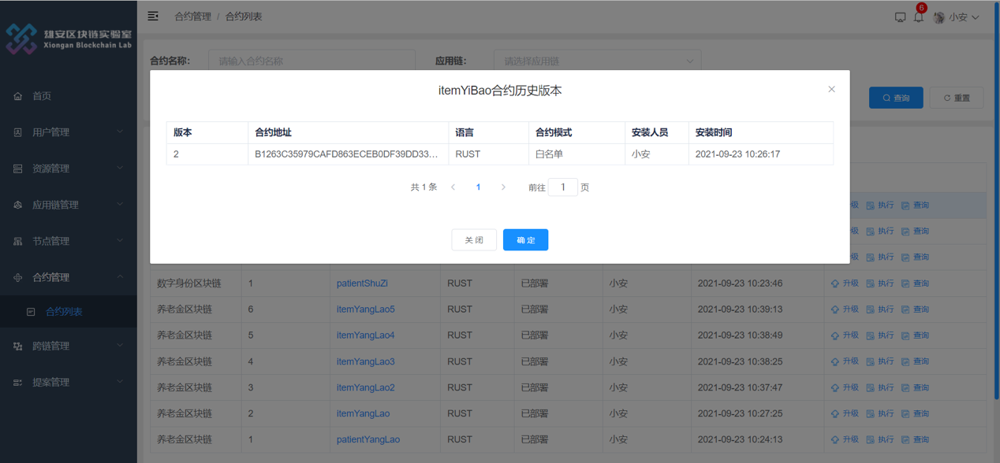 雄安区块链实验室
Xiongan Blockchain Lab
首页
用户管理
资源管理
应用链管理
节点管理
合约管理
合约列表
跨链管理
提案管理
合约管理 / 合约列表
6
小安
合约名称: 请输入合约名称 应用链: 请选择应用链
查询 重置
itemYiBao合约历史版本
版本 合约地址 语言 合约模式 安装人员 安装时间
2 B1263C35979CAFD863ECEB0DF39DD33... RUST 白名单 小安 2021-09-23 10:26:17
共 1 条 1 前往 1 页
关 闭 确 定
级 执行 查询
级 执行 查询
级 执行 查询
数字身份区块链 1 patientShuZi RUST 已部署 小安 2021-09-23 10:23:46 升级 执行 查询
养老金区块链 6 itemYangLao5 RUST 已部署 小安 2021-09-23 10:39:13 升级 执行 查询
养老金区块链 5 itemYangLao4 RUST 已部署 小安 2021-09-23 10:38:49 升级 执行 查询
养老金区块链 4 itemYangLao3 RUST 已部署 小安 2021-09-23 10:38:25 升级 执行 查询
养老金区块链 3 itemYangLao2 RUST 已部署 小安 2021-09-23 10:37:47 升级 执行 查询
养老金区块链 2 itemYangLao RUST 已部署 小安 2021-09-23 10:27:25 升级 执行 查询
养老金区块链 1 patientYangLao RUST 已部署 小安 2021-09-23 10:24:13 升级 执行 查询